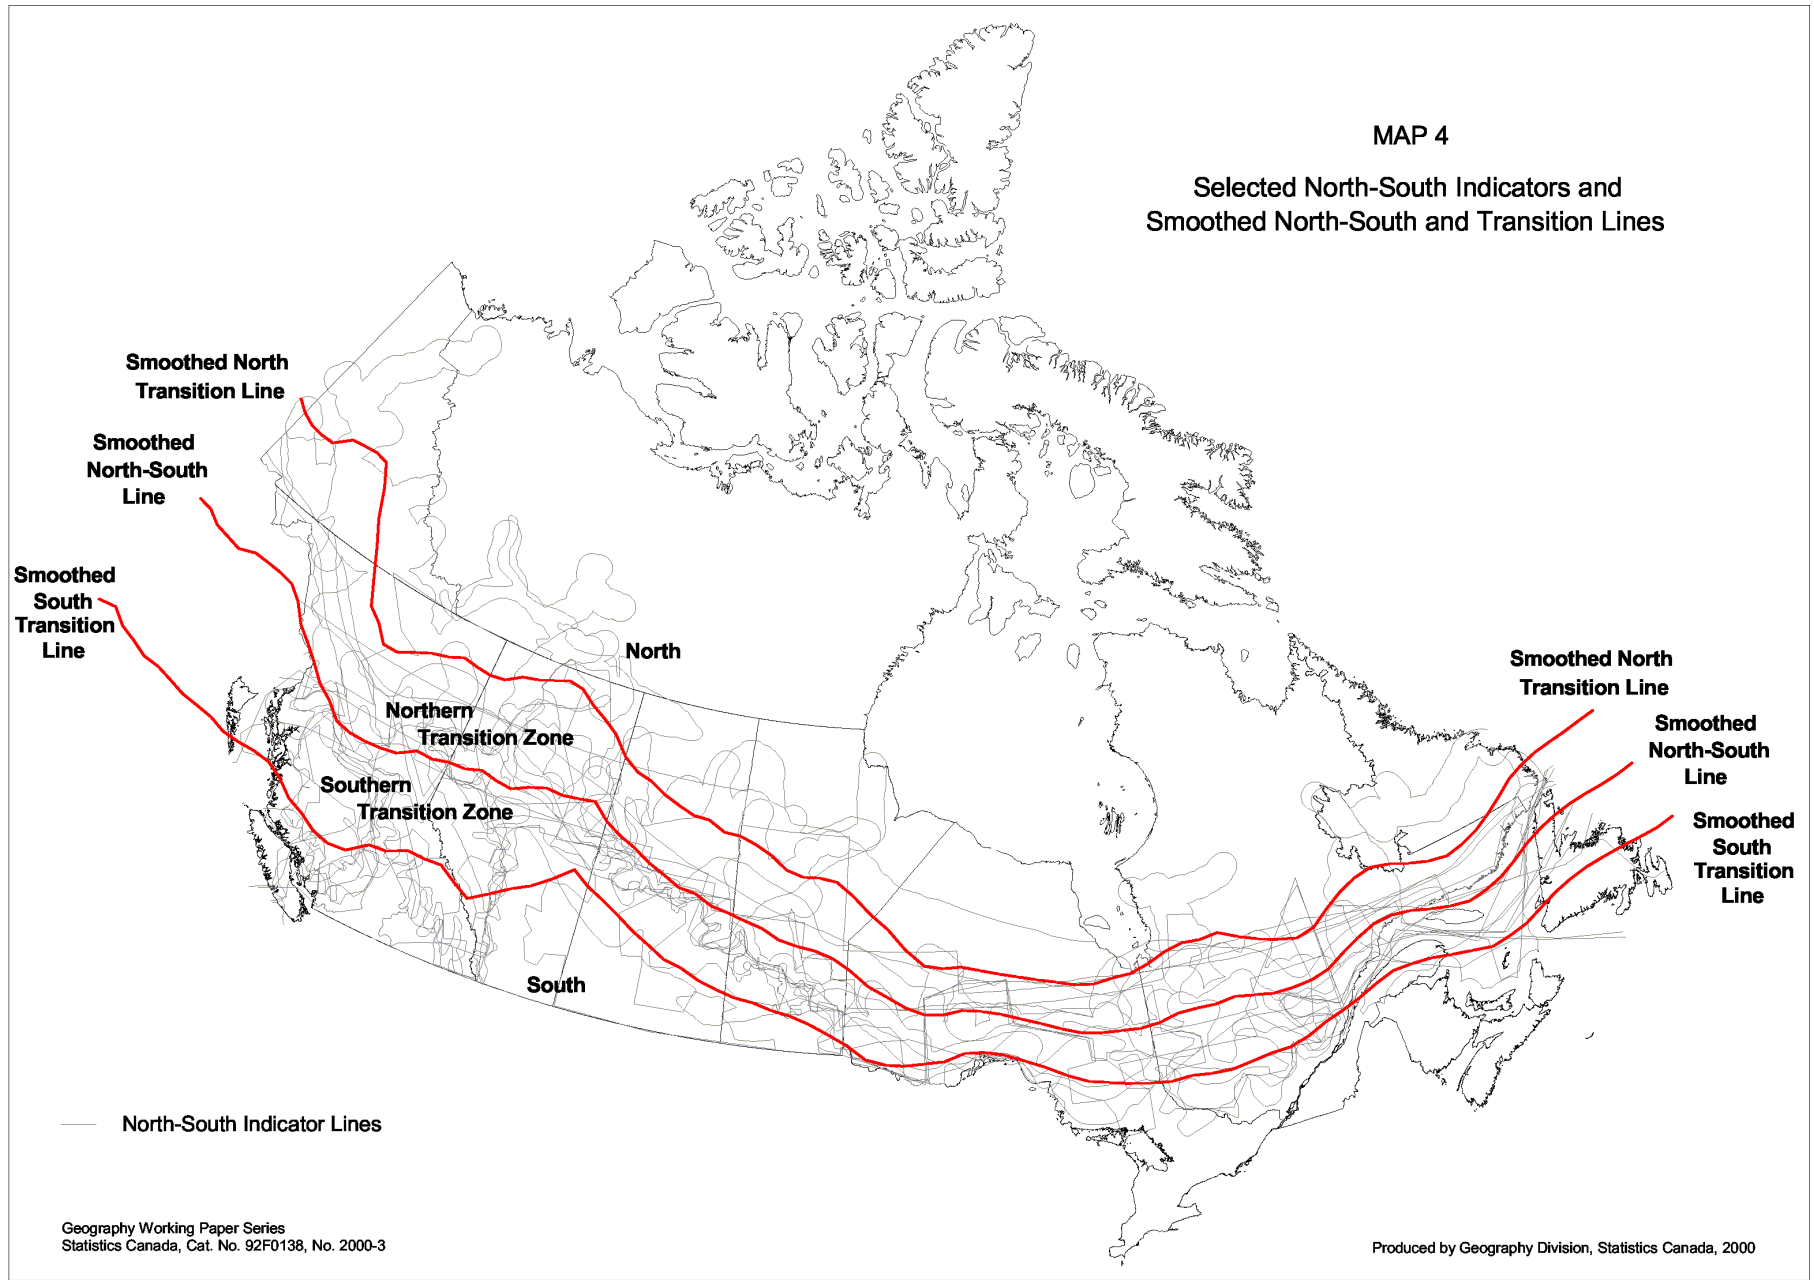 MAP 4
Selected North-South Indicators and
Smoothed North-South and Transition Lines
Smoothed North
Transition Line
Smoothed
North-South
Line
Smoothed
South
Transition
Line
North
Northern
Transition Zone
Southern
Transition Zone
South
Smoothed North
Transition Line
Smoothed
North-South
Line
Smoothed
South
Transition
Line
North-South Indicator Lines
Geography Working Paper Series
Statistics Canada, Cat. No. 92F0138, No. 2000-3
Produced by Geography Division, Statistics Canada, 2000